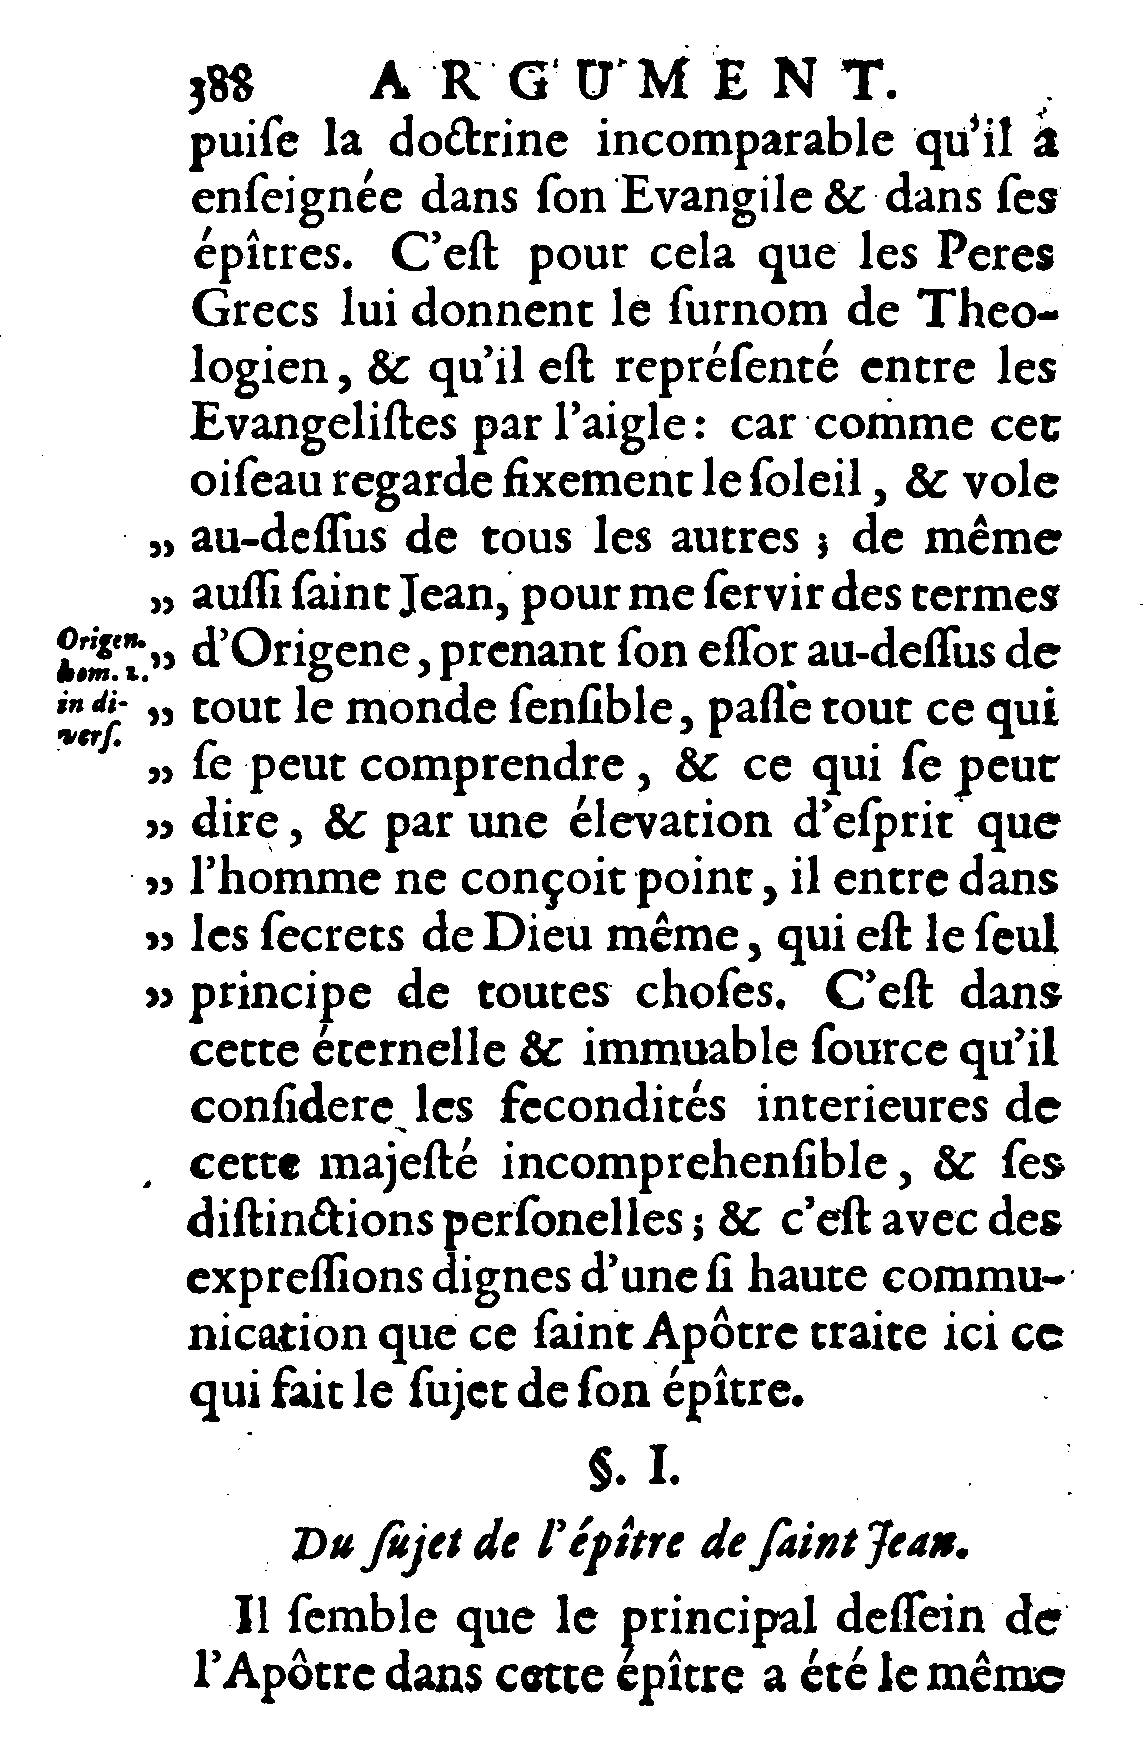 388 ARGUMENT.
puiſe la doctrine incomparable qu'il a
enſeignée dans ſon Evangile & dans ſes
épîtres. C'eſt pour cela que les Peres
Grecs lui donnent le ſurnom de Theo-
logien, & qu'il eſt repréſenté entre les
Evangeliſtes par l'aigle: car comme cet
oiſeau regarde fixement le ſoleil, & vole
„ au-deſſus de tous les autres ; de même
„ auſſi ſaint Jean, pour me ſervir des termes
Origen. „ d'Origene, prenant ſon eſſor au-deſſus de
hom. 2.
in di- „ tout le monde ſenſible, paſſe tout ce qui
verſ.
„ ſe peut comprendre, & ce qui ſe peut
„ dire, & par une élevation d'eſprit que
„ l'homme ne conçoit point, il entre dans
„ les ſecrets de Dieu même, qui eſt le ſeul
„ principe de toutes choſes. C'eſt dans
cette éternelle & immuable ſource qu'il
conſidere les fecondités interieures de
cette majeſté incomprehenſible, & ſes
diſtinctions perſonelles ; & c'eſt avec des
expreſſions dignes d'une ſi haute commu-
nication que ce ſaint Apôtre traite ici ce
qui fait le ſujet de ſon épître.
§. I.
Du ſujet de l'épître de ſaint Jean.
Il ſemble que le principal deſſein de
l'Apôtre dans cette épître a été le même